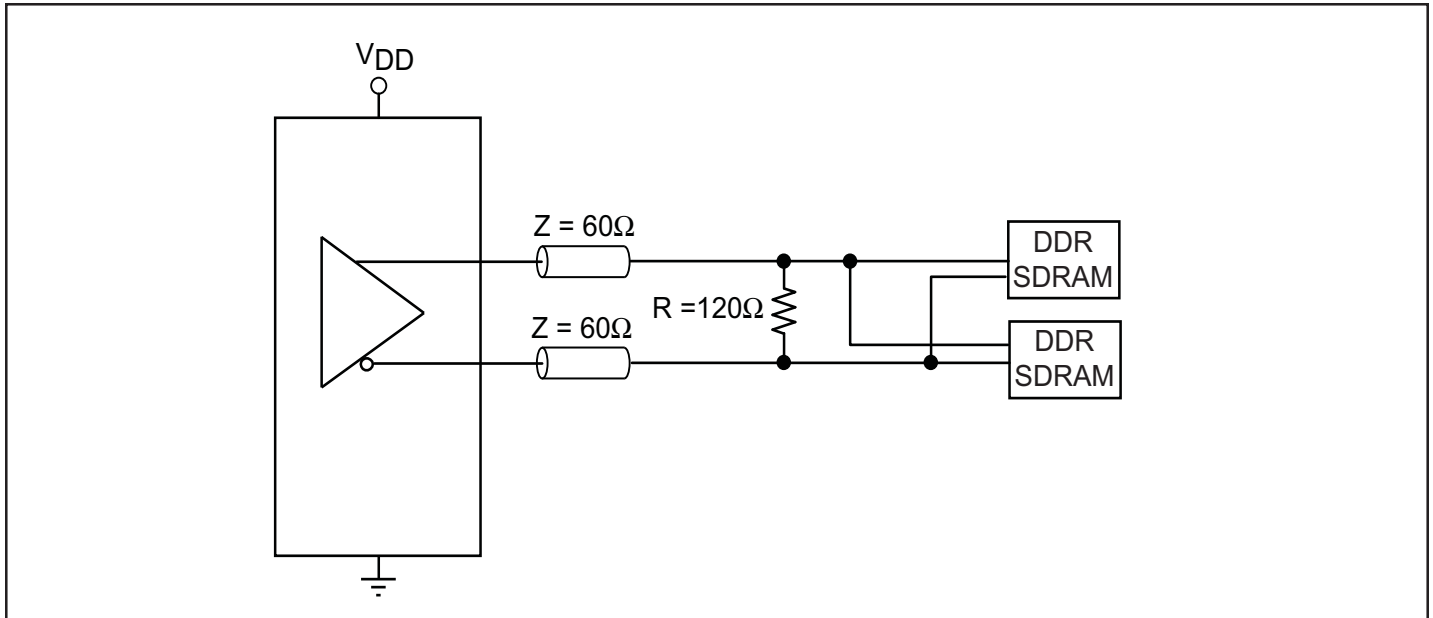 VDD
Z = 60Ω
R =120Ω
Z = 60Ω
DDR
SDRAM
DDR
SDRAM